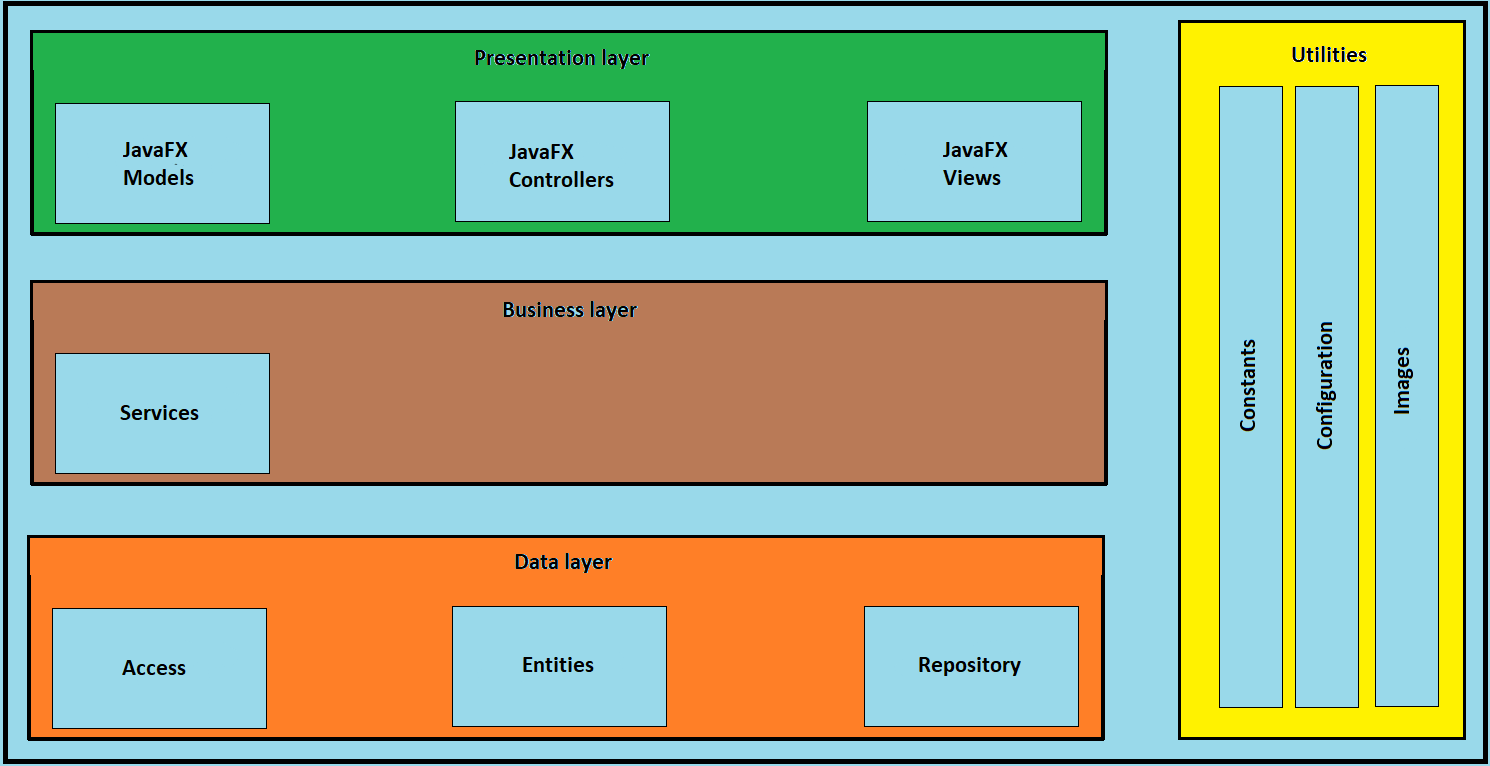 Presentation layer
JavaFX
Models
JavaFX
Controllers
JavaFX
Views
Business layer
Services
Data layer
Access
Entities
Repository
Utilities
Constants
Configuration
Images